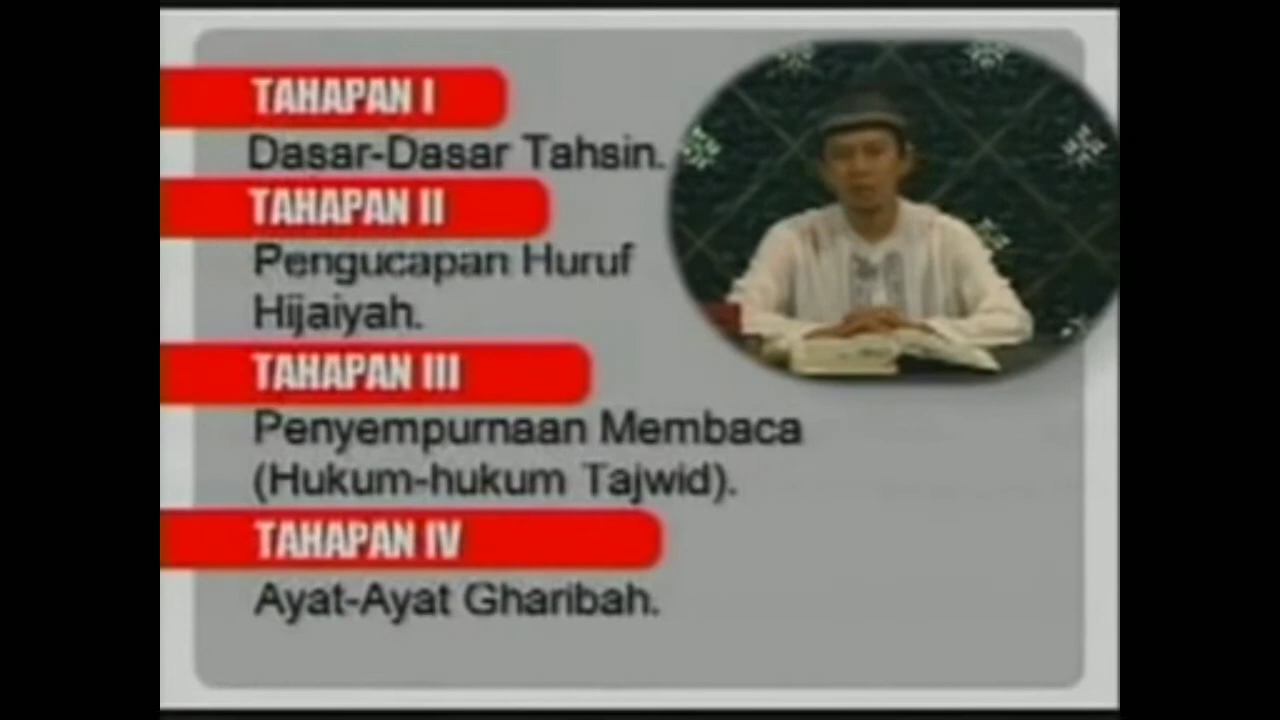 TAHAPAN I
Dasar-Dasar Tahsin.
TAHAPAN II
Pengucapan Huruf
Hijaiyah.
TAHAPAN III
Penyempurnaan Membaca
(Hukum-hukum Tajwid).
TAHAPAN IV
Ayat-Ayat Gharibah.